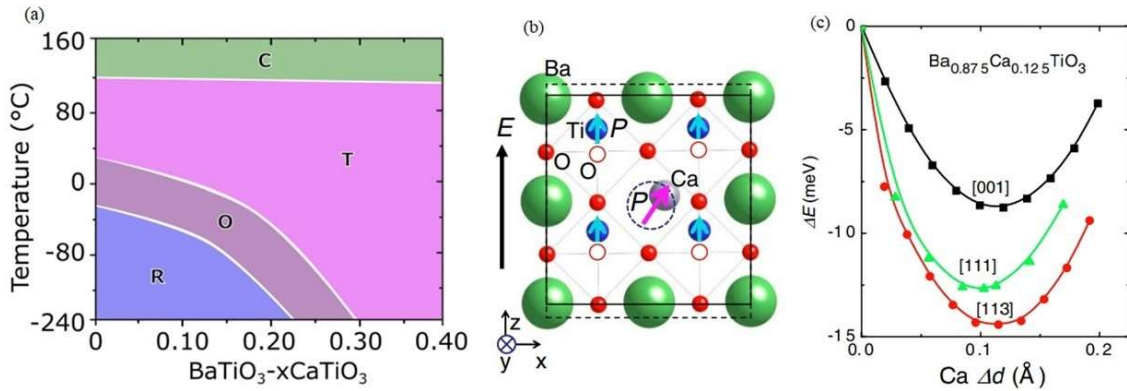 (a)
160
80
0
-80
-240
Temperature (°C)
C
T
O
R
0
0.10
0.20
0.30
0.40
BaTiO₃-xCaTiO₃
(b)
Ba
E
Ti
P
O
O
Ca
P
z
y
x
(c)
0
-5
-10
-15
ΔE (meV)
Ba₀.₈₇₅Ca₀.₁₂₅TiO₃
[001]
[111]
[113]
0.0
0.1
0.2
Ca Δd (Å)